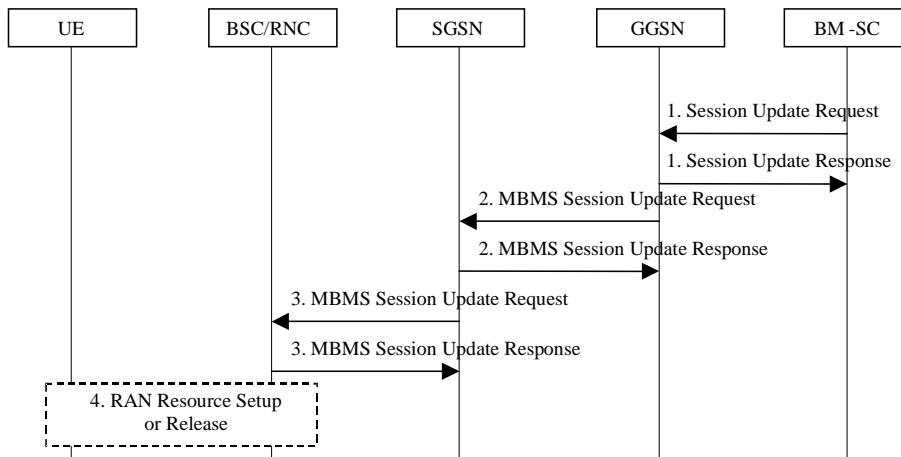 UE
BSC/RNC
SGSN
GGSN
BM -SC
1. Session Update Request
1. Session Update Response
2. MBMS Session Update Request
2. MBMS Session Update Response
3. MBMS Session Update Request
3. MBMS Session Update Response
4. RAN Resource Setup
or Release